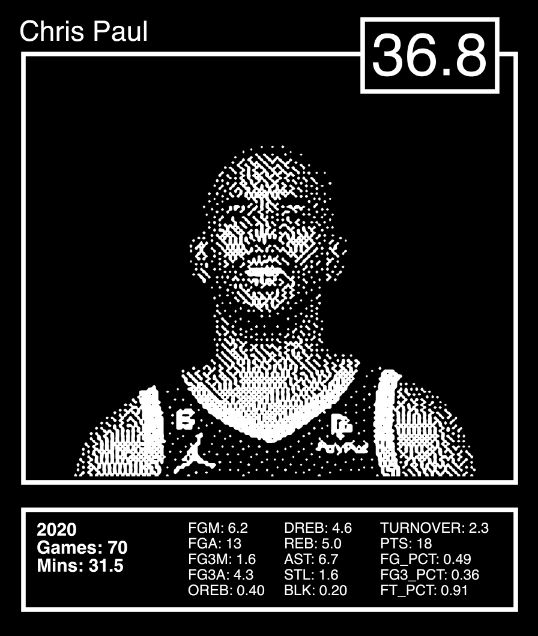 Chris Paul
36.8
6
PayPal
2020
Games: 70
Mins: 31.5
FGM: 6.2
FGA: 13
FG3M: 1.6
FG3A: 4.3
OREB: 0.40
DREB: 4.6
REB: 5.0
AST: 6.7
STL: 1.6
BLK: 0.20
TURNOVER: 2.3
PTS: 18
FG_PCT: 0.49
FG3_PCT: 0.36
FT_PCT: 0.91